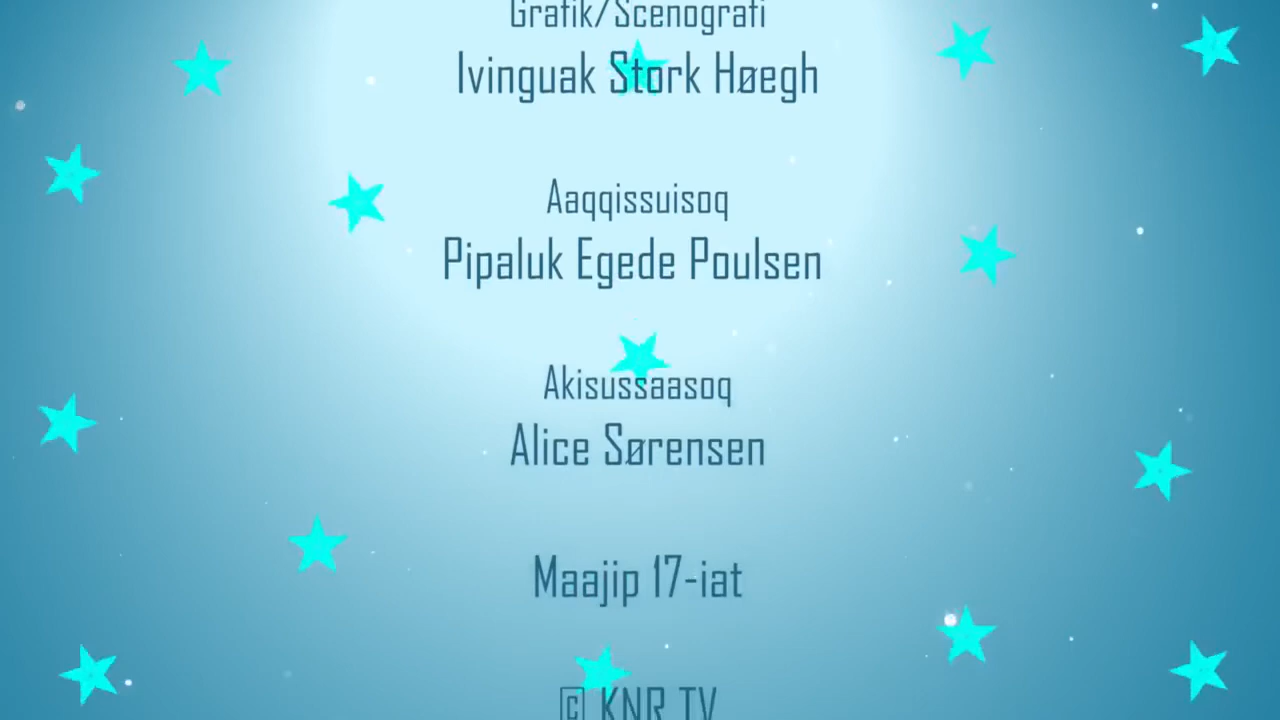 Grafik/Scenografi
Ivinguak Stork Høegh
Aaqqissuisoq
Pipaluk Egede Poulsen
Akisussaasoq
Alice Sørensen
Maajip 17-iat
© KNR TV